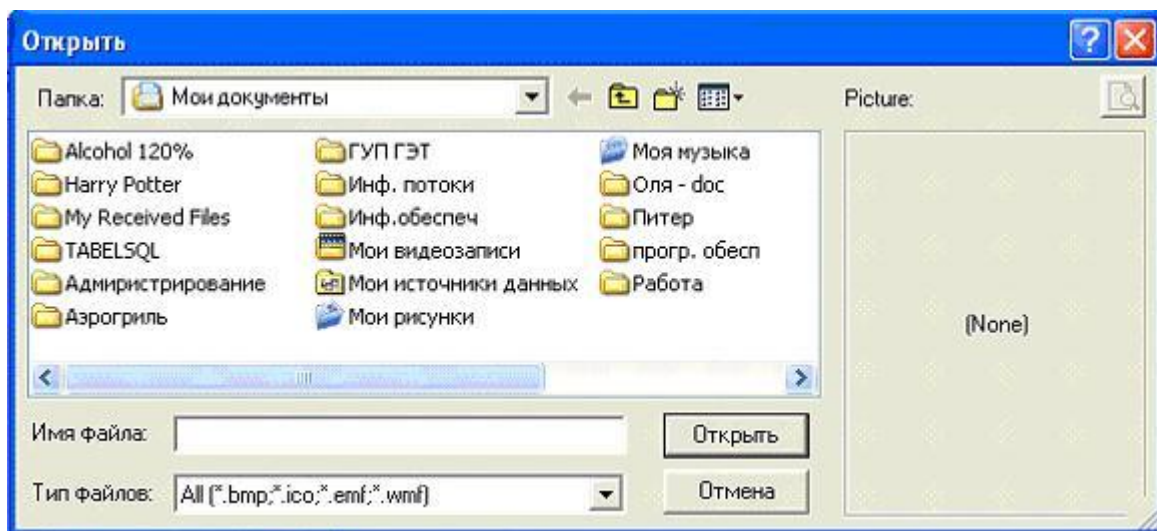 Открыть
Папка: Мои документы
Picture:
Alcohol 120%
Harry Potter
My Received Files
TABELSQL
Адмиристрирование
Аэрогриль
ГУП ГЭТ
Инф. потоки
Инф.обеспеч
Мои видеозаписи
Мои источники данных
Мои рисунки
Моя музыка
Оля - doc
Питер
прогр. обесп
Работа
(None)
Имя файла:
Открыть
Тип файлов: All (*.bmp;*.ico;*.emf;*.wmf)
Отмена